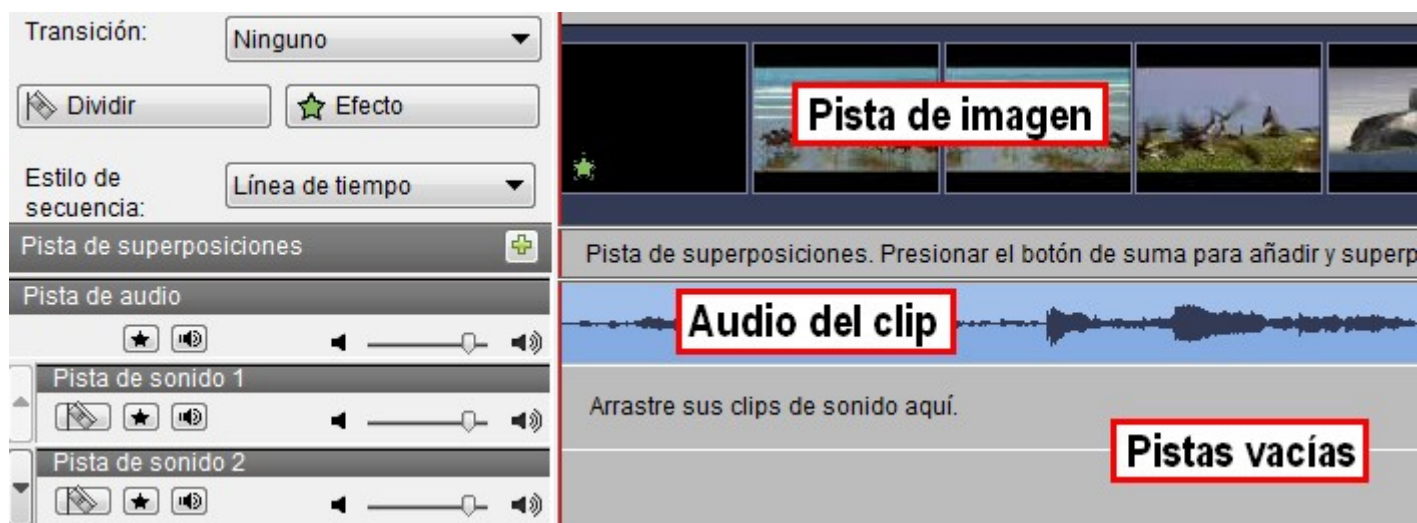 Transición:
Ninguno
Dividir
Efecto
Estilo de
secuencia:
Línea de tiempo
Pista de imagen
Pista de superposiciones
Pista de superposiciones. Presionar el botón de suma para añadir y superp
Pista de audio
Audio del clip
Pista de sonido 1
Arrastre sus clips de sonido aquí.
Pistas vacías
Pista de sonido 2